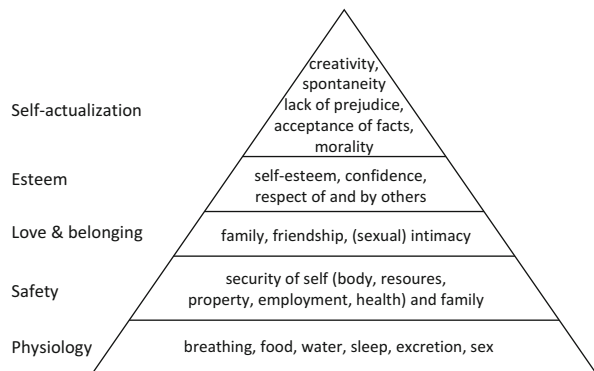 creativity,
spontaneity
Self-actualization
lack of prejudice,
acceptance of facts,
morality
Esteem
self-esteem, confidence,
respect of and by others
Love & belonging
family, friendship, (sexual) intimacy
Safety
security of self (body, resoures,
property, employment, health) and family
Physiology
breathing, food, water, sleep, excretion, sex